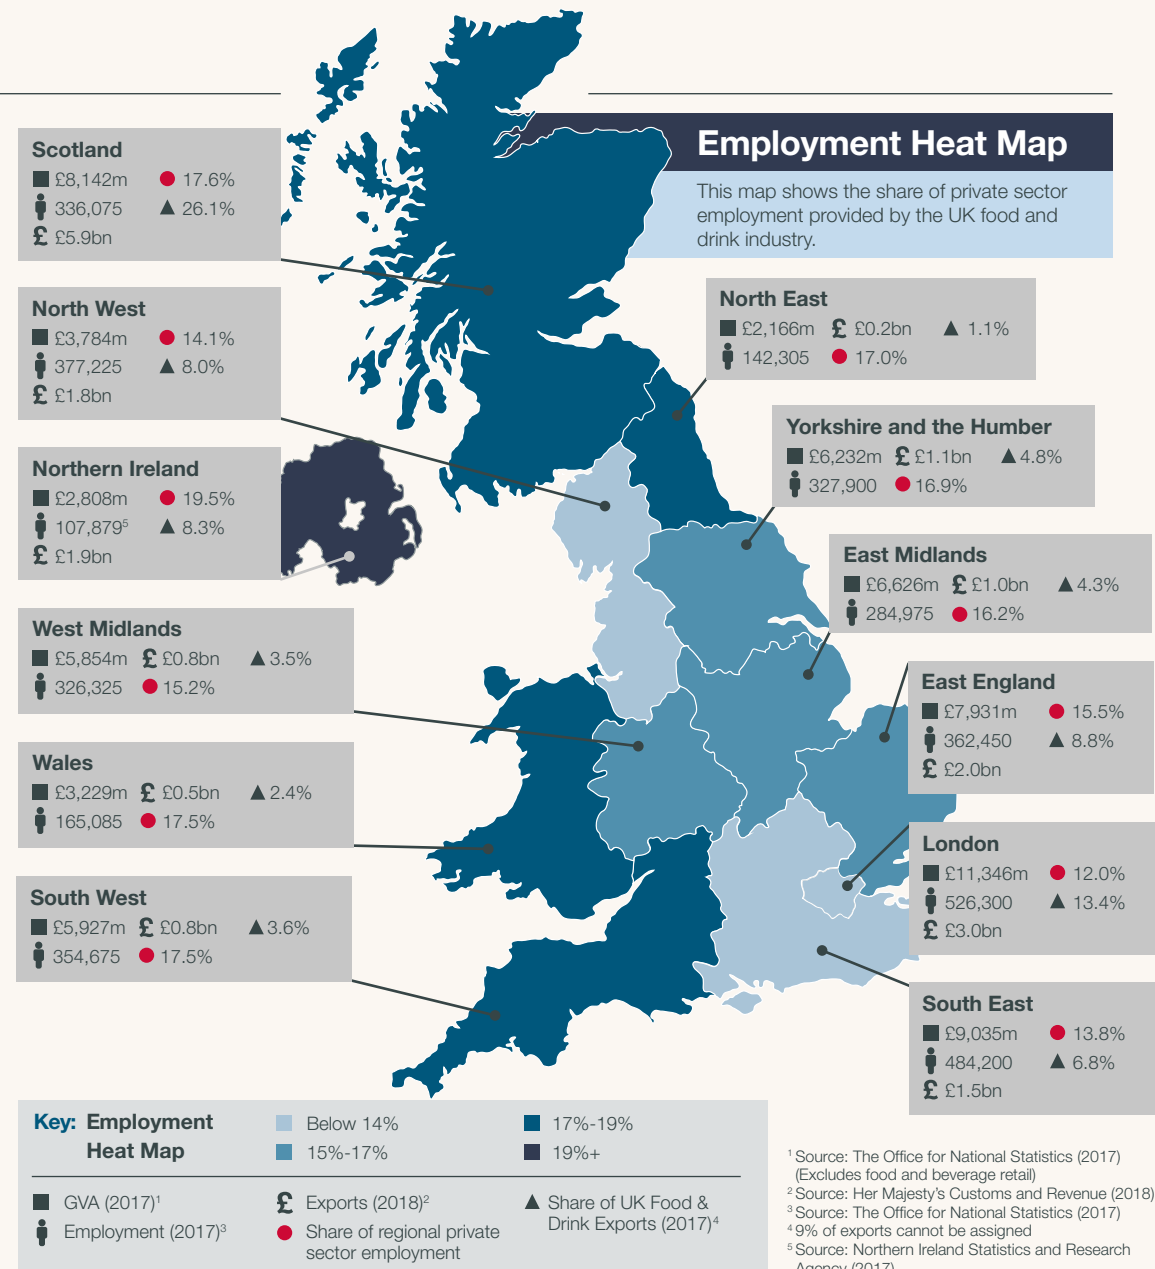 Employment Heat Map
This map shows the share of private sector
employment provided by the UK food and
drink industry.
Scotland
£8,142m 17.6%
336,075 26.1%
£ £5.9bn
North West
£3,784m 14.1%
377,225 8.0%
£ £1.8bn
Northern Ireland
£2,808m 19.5%
107,879⁵ 8.3%
£ £1.9bn
West Midlands
£5,854m £ £0.8bn 3.5%
326,325 15.2%
Wales
£3,229m £ £0.5bn 2.4%
165,085 17.5%
South West
£5,927m £ £0.8bn 3.6%
354,675 17.5%
North East
£2,166m £ £0.2bn 1.1%
142,305 17.0%
Yorkshire and the Humber
£6,232m £ £1.1bn 4.8%
327,900 16.9%
East Midlands
£6,626m £ £1.0bn 4.3%
284,975 16.2%
East England
£7,931m 15.5%
362,450 8.8%
£ £2.0bn
London
£11,346m 12.0%
526,300 13.4%
£ £3.0bn
South East
£9,035m 13.8%
484,200 6.8%
£ £1.5bn
Key: Employment
Heat Map
Below 14%
15%-17%
17%-19%
19%+
GVA (2017)¹
Employment (2017)³
£ Exports (2018)²
Share of regional private
sector employment
Share of UK Food &
Drink Exports (2017)⁴
¹ Source: The Office for National Statistics (2017)
(Excludes food and beverage retail)
² Source: Her Majesty's Customs and Revenue (2018)
³ Source: The Office for National Statistics (2017)
⁴ 9% of exports cannot be assigned
⁵ Source: Northern Ireland Statistics and Research
Agency (2017)